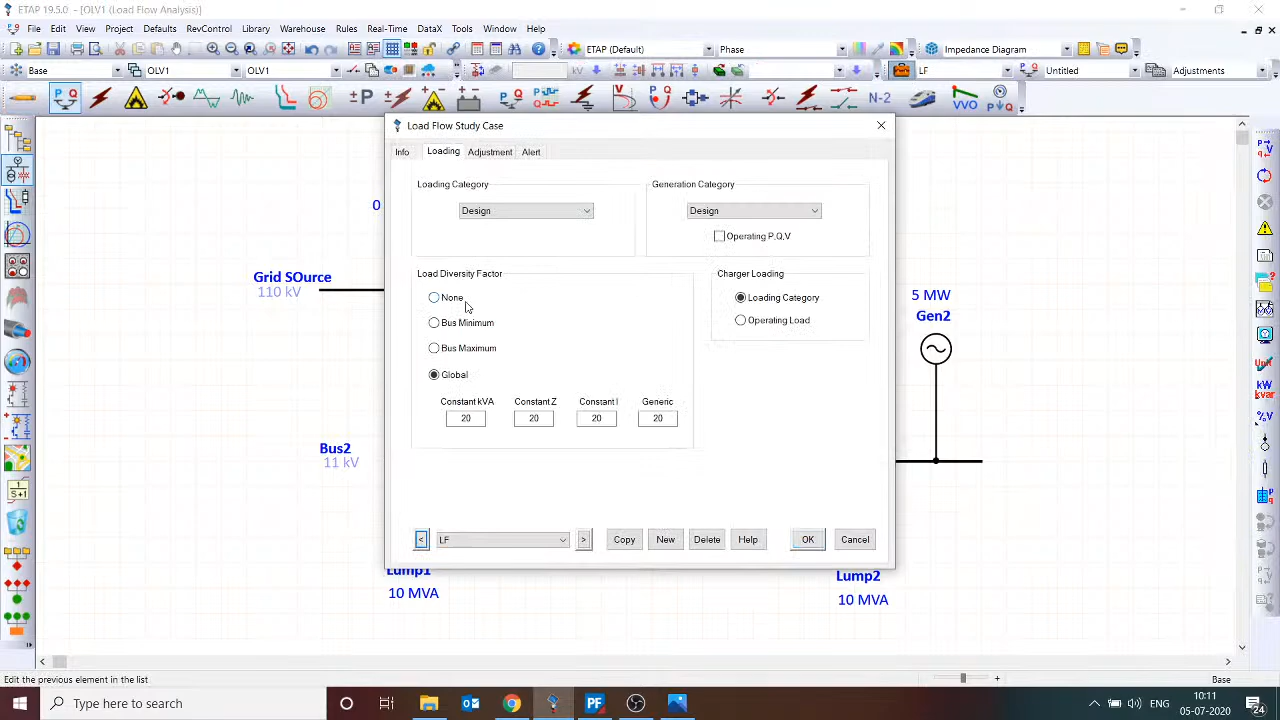 ETAP 19.5.0 - [OLV1 (Load Flow Analysis)]
File Edit View Project Defaults RevControl Library Warehouse Rules Real-Time DataX Tools Window Help
ETAP (Default) Phase Impedance Diagram
Base OLV1 OLV1 kV LF Untitled Adjustments
N-2 VVO
Load Flow Study Case
Info Loading Adjustment Alert
Loading Category
Generation Category
Design
Design
Operating P,Q,V
0
Load Diversity Factor
Charger Loading
None
Loading Category
Bus Minimum
Operating Load
Bus Maximum
Global
Constant kVA Constant Z Constant I Generic
20 20 20 20
< LF > Copy New Delete Help OK Cancel
Grid SOurce
110 kV
5 MW
Gen2
Bus2
11 kV
Lump1
10 MVA
Lump2
10 MVA
Edit the previous element in the list. Base
Type here to search
ENG
10:11
05-07-2020
24